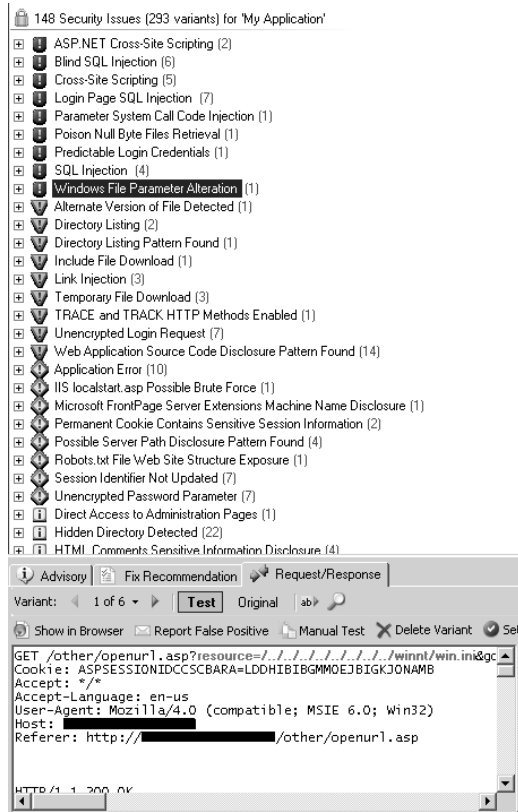 148 Security Issues (293 variants) for 'My Application'
ASP.NET Cross-Site Scripting (2)
Blind SQL Injection (6)
Cross-Site Scripting (5)
Login Page SQL Injection (7)
Parameter System Call Code Injection (1)
Poison Null Byte Files Retrieval (1)
Predictable Login Credentials (1)
SQL Injection (4)
Windows File Parameter Alteration (1)
Alternate Version of File Detected (1)
Directory Listing (2)
Directory Listing Pattern Found (1)
Include File Download (1)
Link Injection (3)
Temporary File Download (3)
TRACE and TRACK HTTP Methods Enabled (1)
Unencrypted Login Request (7)
Web Application Source Code Disclosure Pattern Found (14)
Application Error (10)
IIS localstart.asp Possible Brute Force (1)
Microsoft FrontPage Server Extensions Machine Name Disclosure (1)
Permanent Cookie Contains Sensitive Session Information (2)
Possible Server Path Disclosure Pattern Found (4)
Robots.txt File Web Site Structure Exposure (1)
Session Identifier Not Updated (7)
Unencrypted Password Parameter (7)
Direct Access to Administration Pages (1)
Hidden Directory Detected (22)
HTML Comments Sensitive Information Disclosure (4)
Advisory Fix Recommendation Request/Response
Variant: 1 of 6 Test Original ab
Show in Browser Report False Positive Manual Test Delete Variant Se
GET /other/openurl.asp?resource=/../../../../../../../../winnt/win.ini&gc
Cookie: ASPSESSIONIDCCSCBARA=LDDHIBIBGMMOEJBIGKJONAMB
Accept: */*
Accept-Language: en-us
User-Agent: Mozilla/4.0 (compatible; MSIE 6.0; Win32)
Host:
Referer: http:// /other/openurl.asp
HTTP/1.1 200 OK